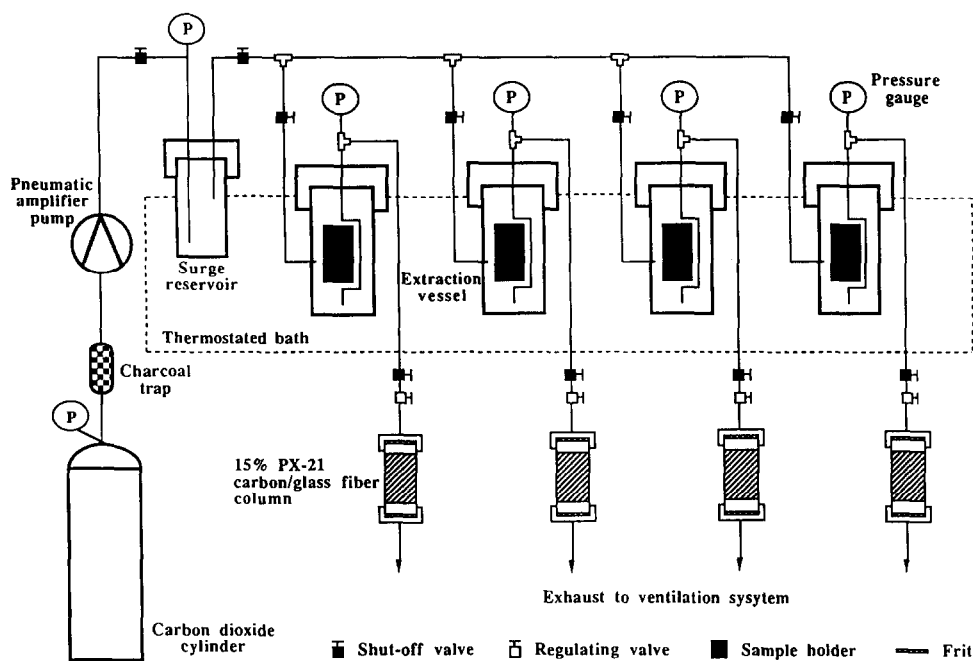 P
P
P
P
P
Pressure
gauge
Pneumatic
amplifier
pump
Surge
reservoir
Extraction
vessel
Thermostated bath
Charcoal
trap
P
15% PX-21
carbon/glass fiber
column
Exhaust to ventilation sysytem
Carbon dioxide
cylinder
Shut-off valve
Regulating valve
Sample holder
Frit